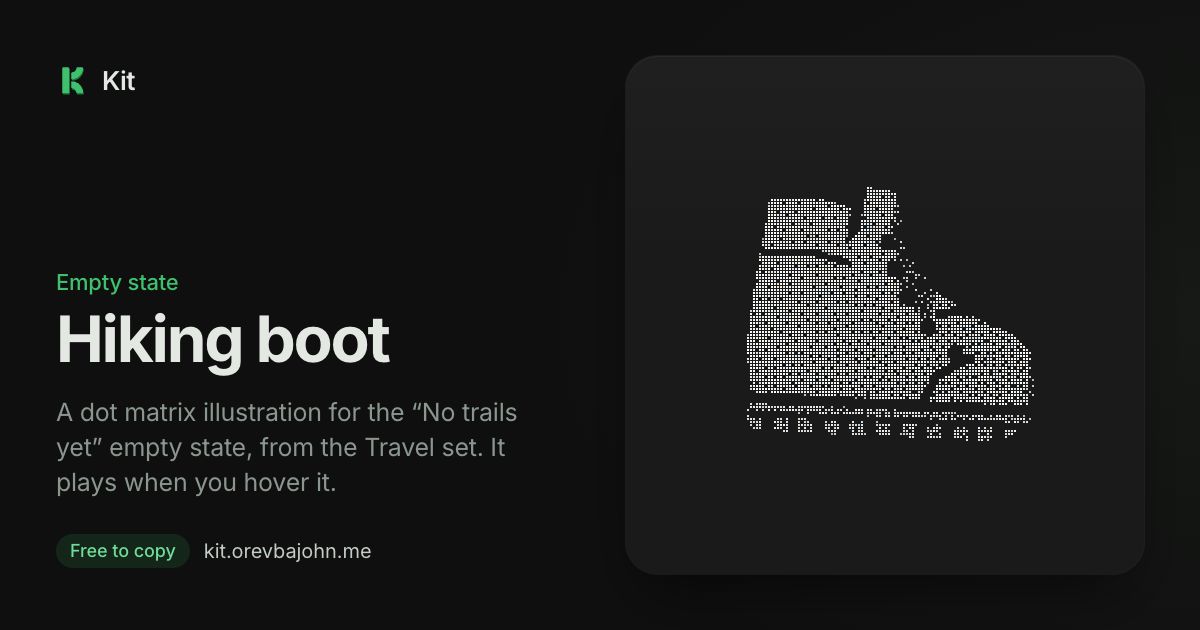 Kit
Empty state
Hiking boot
A dot matrix illustration for the “No trails
yet” empty state, from the Travel set. It
plays when you hover it.
Free to copy
kit.orevbajohn.me